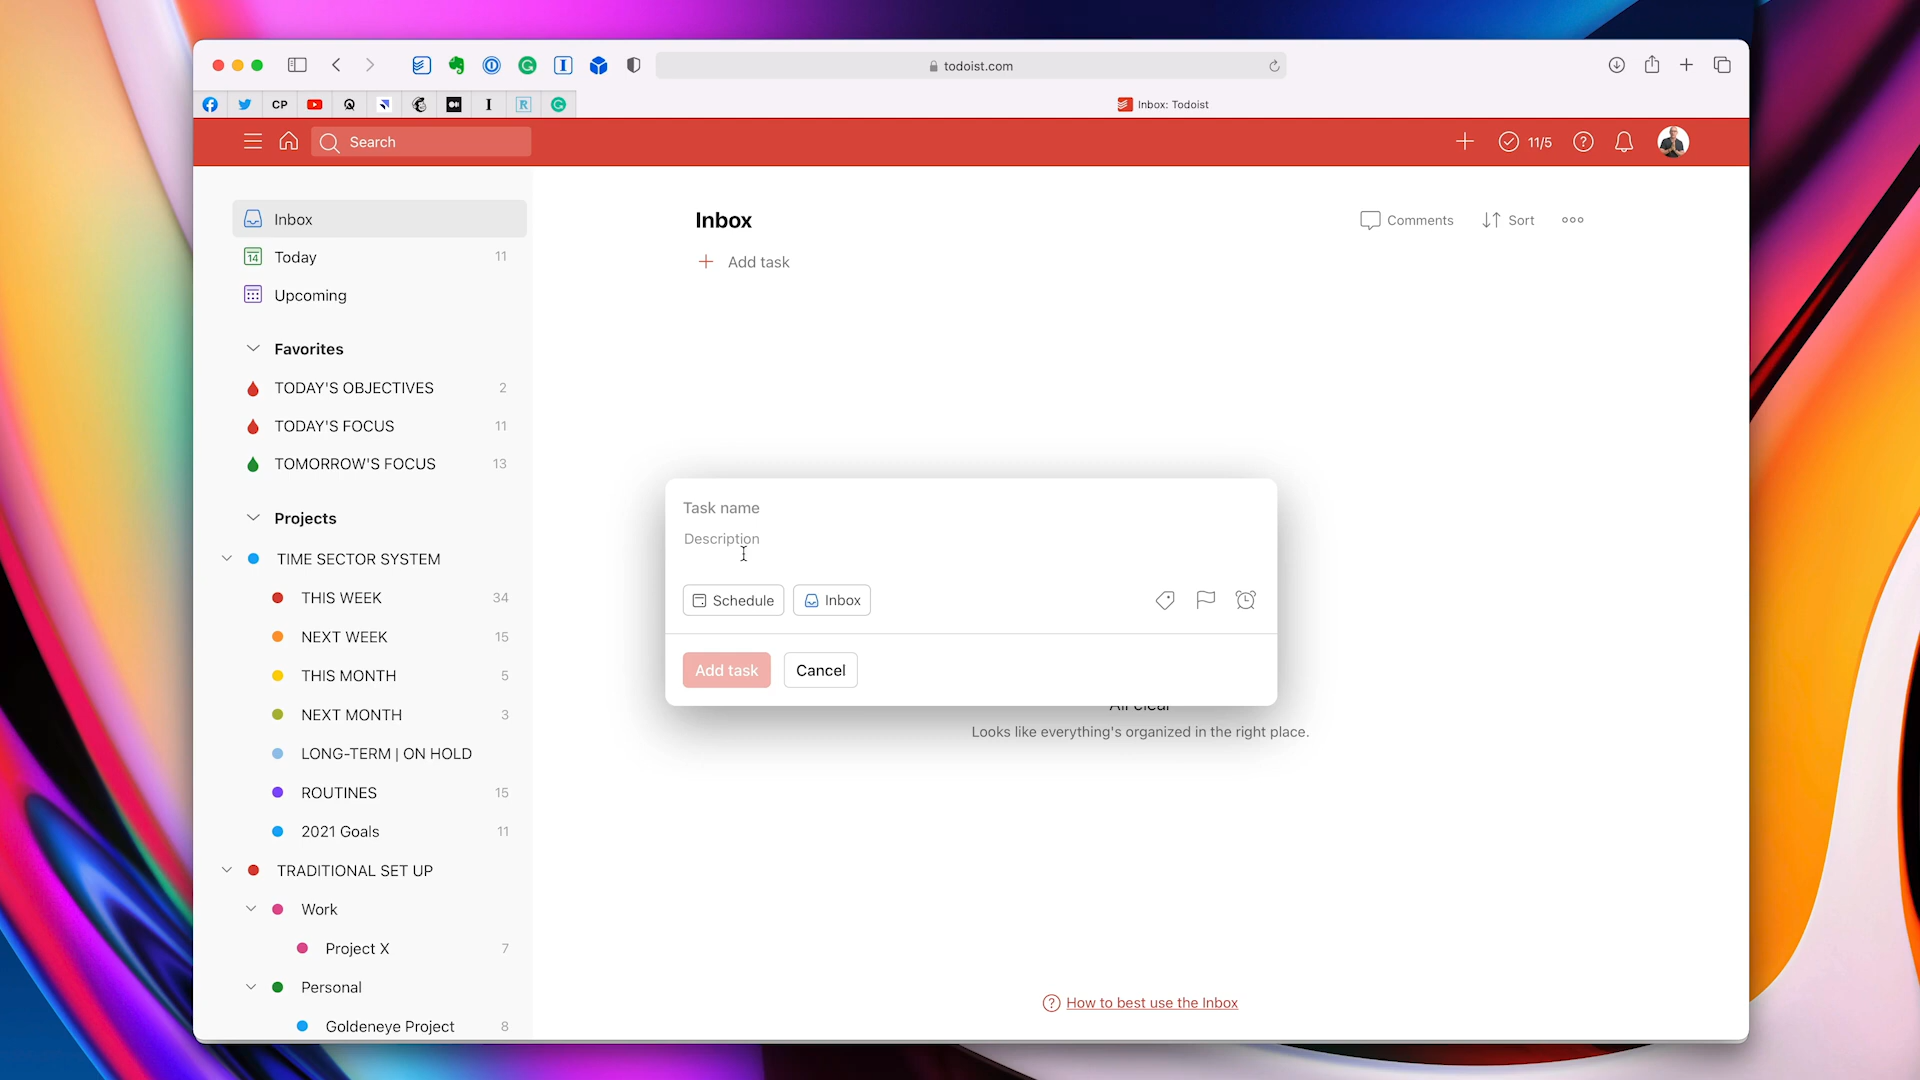 todoist.com
CP
Inbox: Todoist
Search
11/5
Inbox
14 Today 11
Upcoming
Favorites
TODAY'S OBJECTIVES 2
TODAY'S FOCUS 11
TOMORROW'S FOCUS 13
Projects
TIME SECTOR SYSTEM
THIS WEEK 34
NEXT WEEK 15
THIS MONTH 5
NEXT MONTH 3
LONG-TERM | ON HOLD
ROUTINES 15
2021 Goals 11
TRADITIONAL SET UP
Work
Project X 7
Personal
Goldeneye Project 8
Inbox
Comments
Sort
Add task
Task name
Description
Schedule
Inbox
Add task
Cancel
All clear
Looks like everything's organized in the right place.
How to best use the Inbox